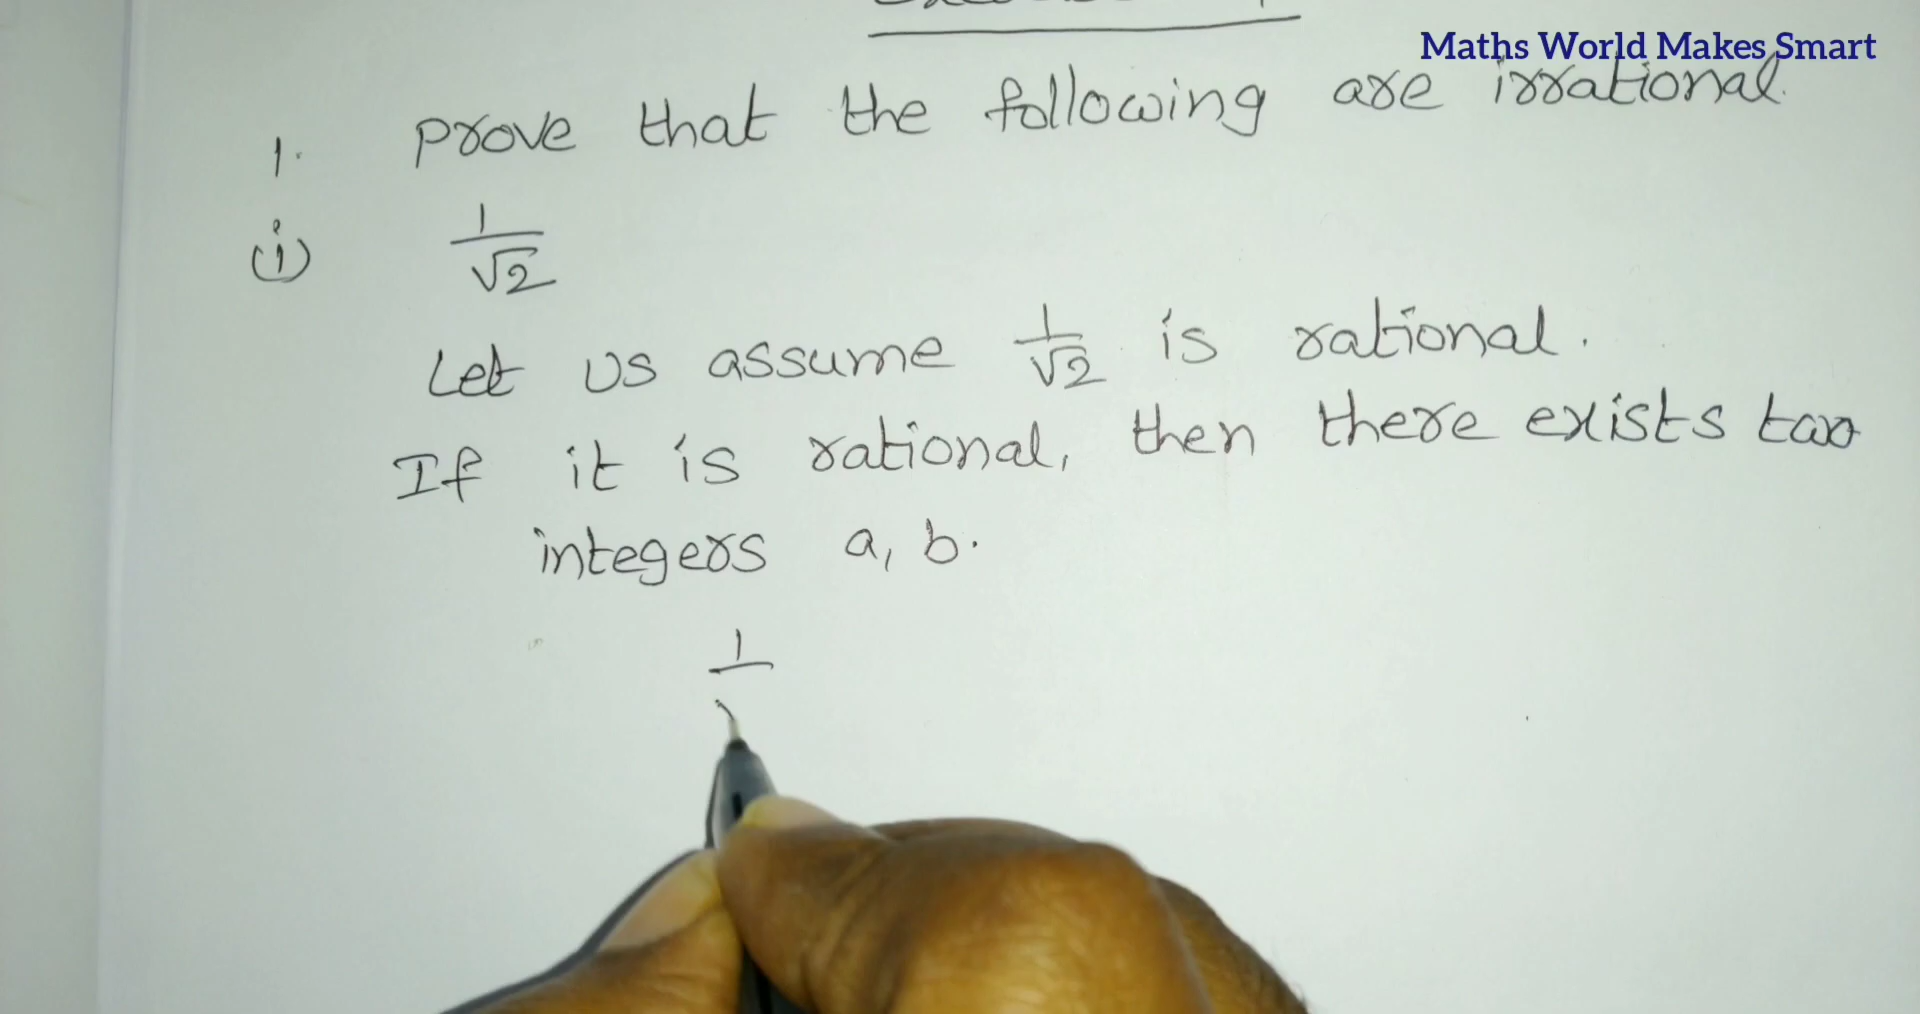 Maths World Makes Smart
1. prove that the following are irrational.
(i) 1/√2
Let us assume 1/√2 is rational.
If it is rational, then there exists two
integers a, b.
1